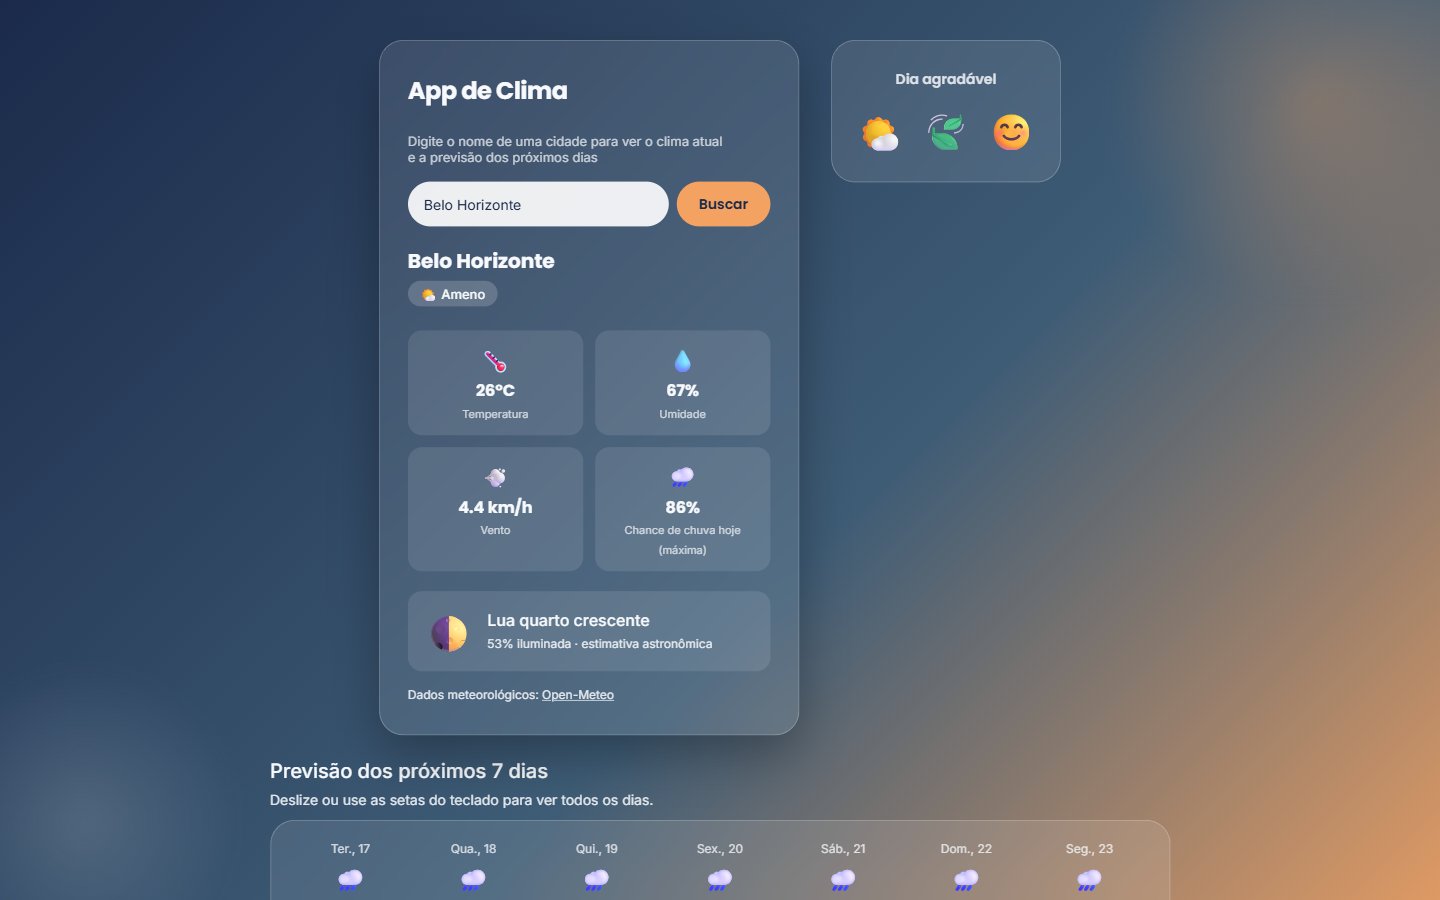 App de Clima
Digite o nome de uma cidade para ver o clima atual
e a previsão dos próximos dias
Belo Horizonte
Buscar
Belo Horizonte
Ameno
26°C
Temperatura
67%
Umidade
4.4 km/h
Vento
86%
Chance de chuva hoje
(máxima)
Lua quarto crescente
53% iluminada · estimativa astronômica
Dados meteorológicos: Open-Meteo
Dia agradável
Previsão dos próximos 7 dias
Deslize ou use as setas do teclado para ver todos os dias.
Ter., 17
Qua., 18
Qui., 19
Sex., 20
Sáb., 21
Dom., 22
Seg., 23